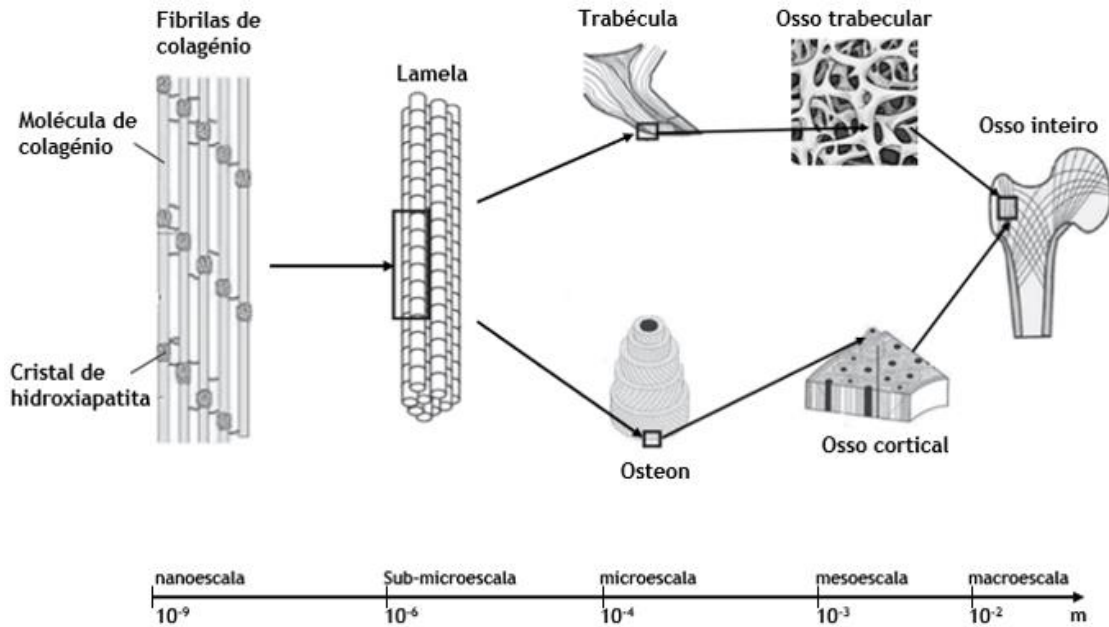 Fibrilas de
colagénio
Molécula de
colagénio
Cristal de
hidroxiapatita
Lamela
Trabécula
Osso trabecular
Osso inteiro
Osteon
Osso cortical
nanoescala
Sub-microescala
microescala
mesoescala
macroescala
10⁻⁹
10⁻⁶
10⁻⁴
10⁻³
10⁻²
m